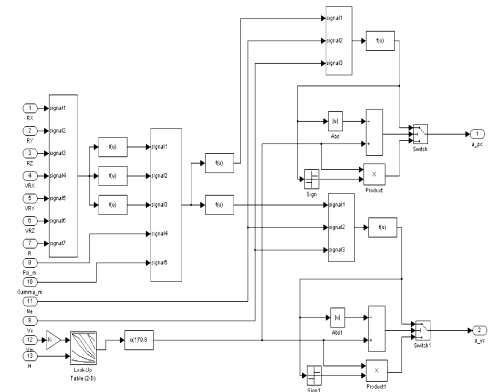 signal1
signal2
signal3
f(u)
1
RX
2
RY
3
RZ
4
VRX
5
VRY
6
VRZ
7
R
9
Psi_m
10
Gamma_m
11
Ne
8
Vc
12
Vm
13
H
signal1
signal2
signal3
signal4
signal5
signal6
signal7
f(u)
f(u)
f(u)
signal1
signal2
signal3
signal4
signal5
f(u)
f(u)
|u|
Abs
Sign
X
Product
Switch
1
a_pc
signal1
signal2
signal3
f(u)
|u|
Abs1
Sign1
X
Product1
Switch1
2
a_yc
Look-Up
Table (2-D)
u(1)*9.8